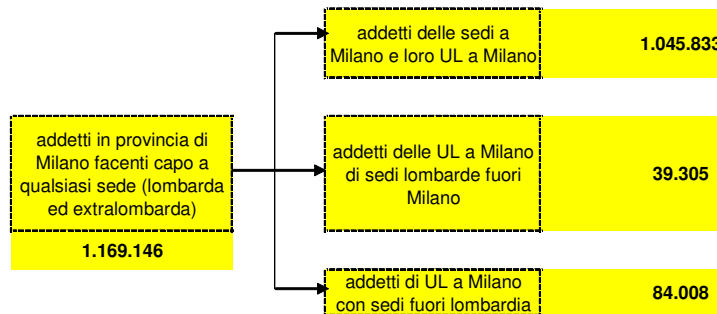 addetti delle sedi a
Milano e loro UL a Milano
1.045.833
addetti in provincia di
Milano facenti capo a
qualsiasi sede (lombarda
ed extralombarda)
1.169.146
addetti delle UL a Milano
di sedi lombarde fuori
Milano
39.305
addetti di UL a Milano
con sedi fuori lombardia
84.008